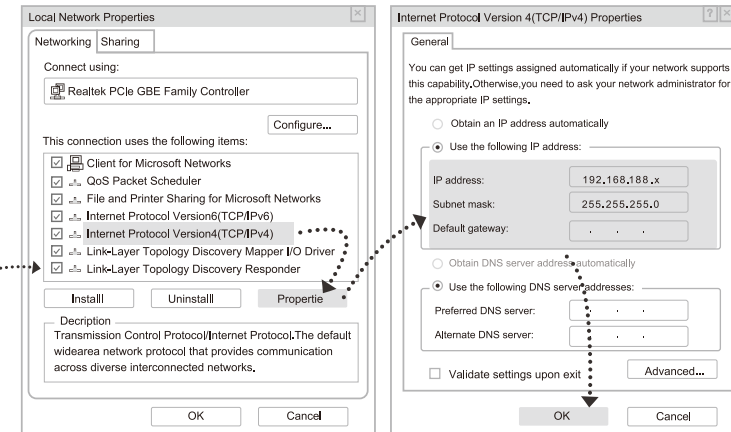 Local Network Properties
Networking Sharing
Connect using:
Realtek PCIe GBE Family Controller
Configure...
This connection uses the following items:
Client for Microsoft Networks
QoS Packet Scheduler
File and Printer Sharing for Microsoft Networks
Internet Protocol Version6(TCP/IPv6)
Internet Protocol Version4(TCP/IPv4)
Link-Layer Topology Discovery Mapper I/O Driver
Link-Layer Topology Discovery Responder
Install Uninstalll Propertie
Decription
Transmission Control Protocol/Internet Protocol.The default
widearea network protocol that provides communication
across diverse interconnected networks.
OK Cancel
Internet Protocol Version 4(TCP/IPv4) Properties
General
You can get IP settings assigned automatically if your network supports
this capability.Otherwise,you need to ask your network administrator for
the appropriate IP settings.
Obtain an IP address automatically
Use the following IP address:
IP address: 192.168.188.x
Subnet mask: 255.255.255.0
Default gateway: . . .
Obtain DNS server address automatically
Use the following DNS server addresses:
Preferred DNS server: . . .
Alternate DNS server: . . .
Validate settings upon exit
Advanced...
OK Cancel